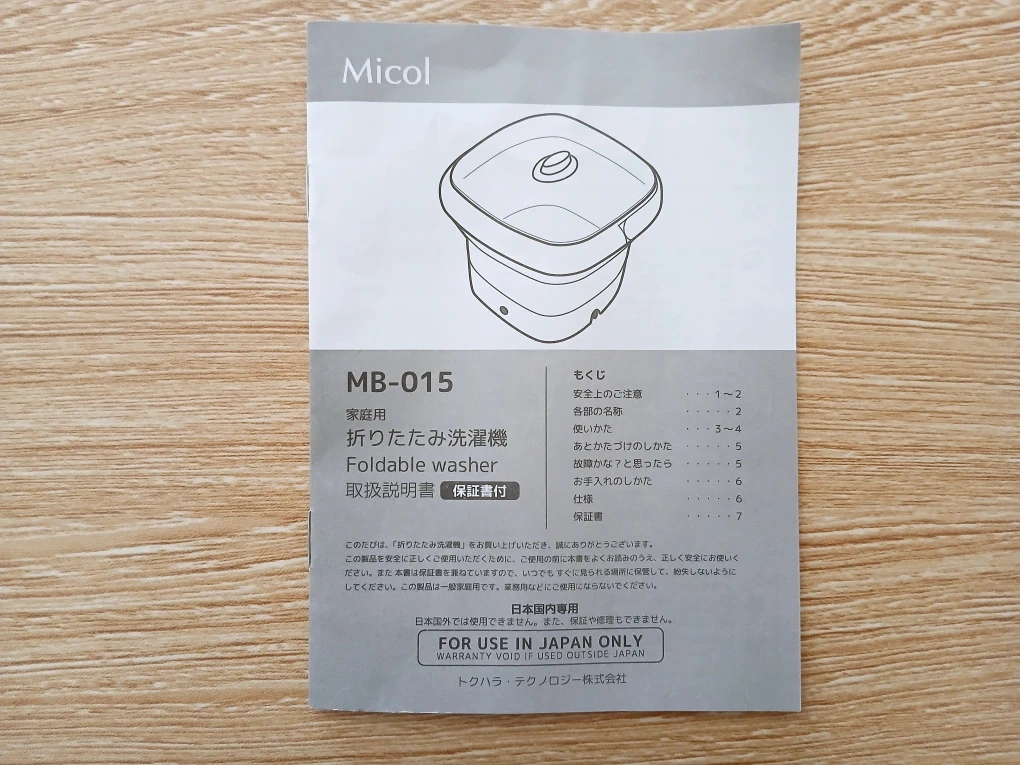 Micol
MB-015
家庭用
折りたたみ洗濯機
Foldable washer
取扱説明書 保証書付
もくじ
安全上のご注意 ・・・1〜2
各部の名称 ・・・・・2
使いかた ・・・3〜4
あとかたづけのしかた ・・・・・5
故障かな?と思ったら ・・・・・5
お手入れのしかた ・・・・・6
仕様 ・・・・・6
保証書 ・・・・・7
このたびは、「折りたたみ洗濯機」をお買い上げいただき、誠にありがとうございます。
この製品を安全に正しくご使用いただくために、ご使用の前に本書をよくお読みのうえ、正しく安全にお使いく
ださい。また 本書は保証書を兼ねていますので、いつでも すぐに見られる場所に保管して、紛失しないように
してください。この製品は一般家庭用です。業務用などにご使用にならないでください。
日本国内専用
日本国外では使用できません。また、保証や修理もできません。
FOR USE IN JAPAN ONLY
WARRANTY VOID IF USED OUTSIDE JAPAN
トクハラ・テクノロジー株式会社